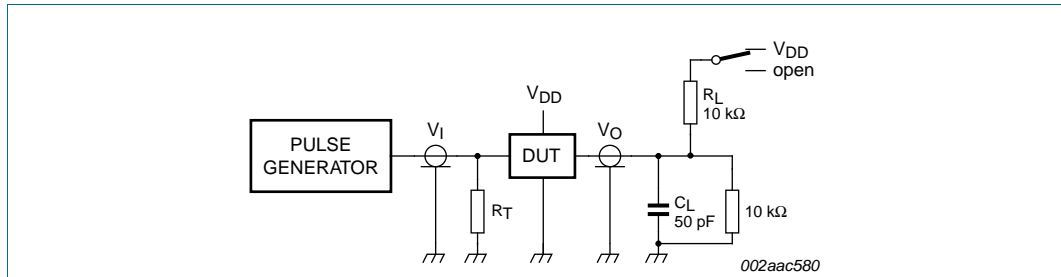 V_DD
open
R_L
10 kΩ
V_DD
V_I
V_O
PULSE
GENERATOR
DUT
R_T
C_L
50 pF
10 kΩ
002aac580